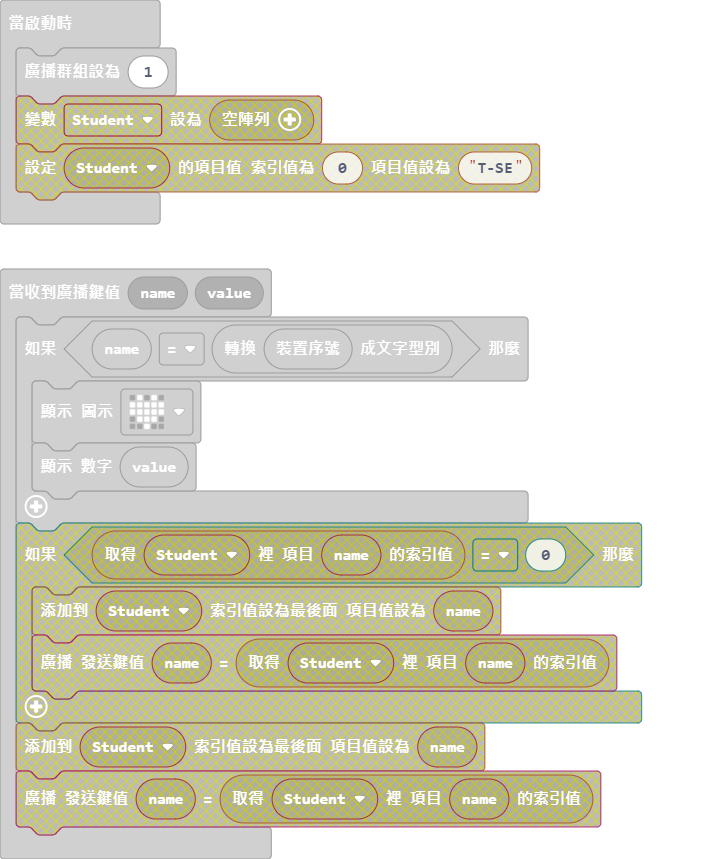 當啟動時
廣播群組設為 1
變數 Student 設為 空陣列
設定 Student 的項目值 索引值為 0 項目值設為 "T-SE"
當收到廣播鍵值 name value
如果 name = 轉換 裝置序號 成文字型別 那麼
顯示 圖示
顯示 數字 value
如果 取得 Student 裡 項目 name 的索引值 = 0 那麼
添加到 Student 索引值設為最後面 項目值設為 name
廣播 發送鍵值 name = 取得 Student 裡 項目 name 的索引值
添加到 Student 索引值設為最後面 項目值設為 name
廣播 發送鍵值 name = 取得 Student 裡 項目 name 的索引值